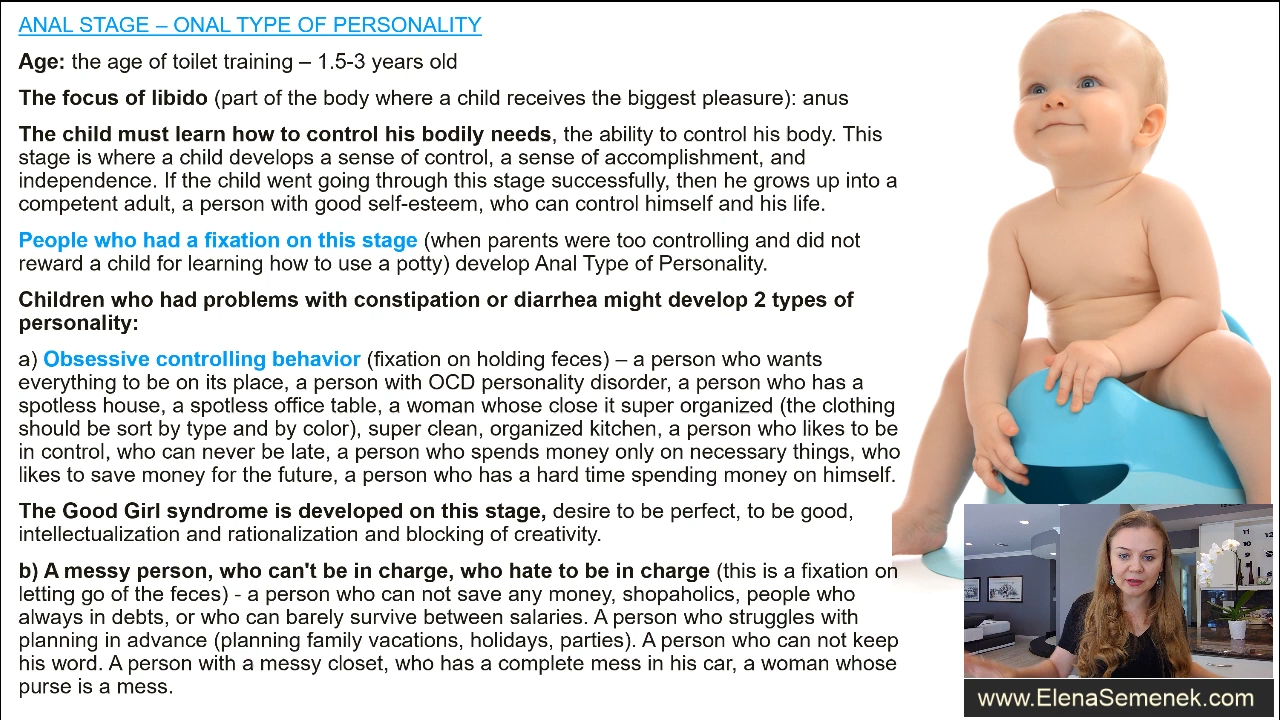 ANAL STAGE – ONAL TYPE OF PERSONALITY
Age: the age of toilet training – 1.5-3 years old
The focus of libido (part of the body where a child receives the biggest pleasure): anus
The child must learn how to control his bodily needs, the ability to control his body. This
stage is where a child develops a sense of control, a sense of accomplishment, and
independence. If the child went going through this stage successfully, then he grows up into a
competent adult, a person with good self-esteem, who can control himself and his life.
People who had a fixation on this stage (when parents were too controlling and did not
reward a child for learning how to use a potty) develop Anal Type of Personality.
Children who had problems with constipation or diarrhea might develop 2 types of
personality:
a) Obsessive controlling behavior (fixation on holding feces) – a person who wants
everything to be on its place, a person with OCD personality disorder, a person who has a
spotless house, a spotless office table, a woman whose close it super organized (the clothing
should be sort by type and by color), super clean, organized kitchen, a person who likes to be
in control, who can never be late, a person who spends money only on necessary things, who
likes to save money for the future, a person who has a hard time spending money on himself.
The Good Girl syndrome is developed on this stage, desire to be perfect, to be good,
intellectualization and rationalization and blocking of creativity.
b) A messy person, who can't be in charge, who hate to be in charge (this is a fixation on
letting go of the feces) - a person who can not save any money, shopaholics, people who
always in debts, or who can barely survive between salaries. A person who struggles with
planning in advance (planning family vacations, holidays, parties). A person who can not keep
his word. A person with a messy closet, who has a complete mess in his car, a woman whose
purse is a mess.
www.ElenaSemenek.com